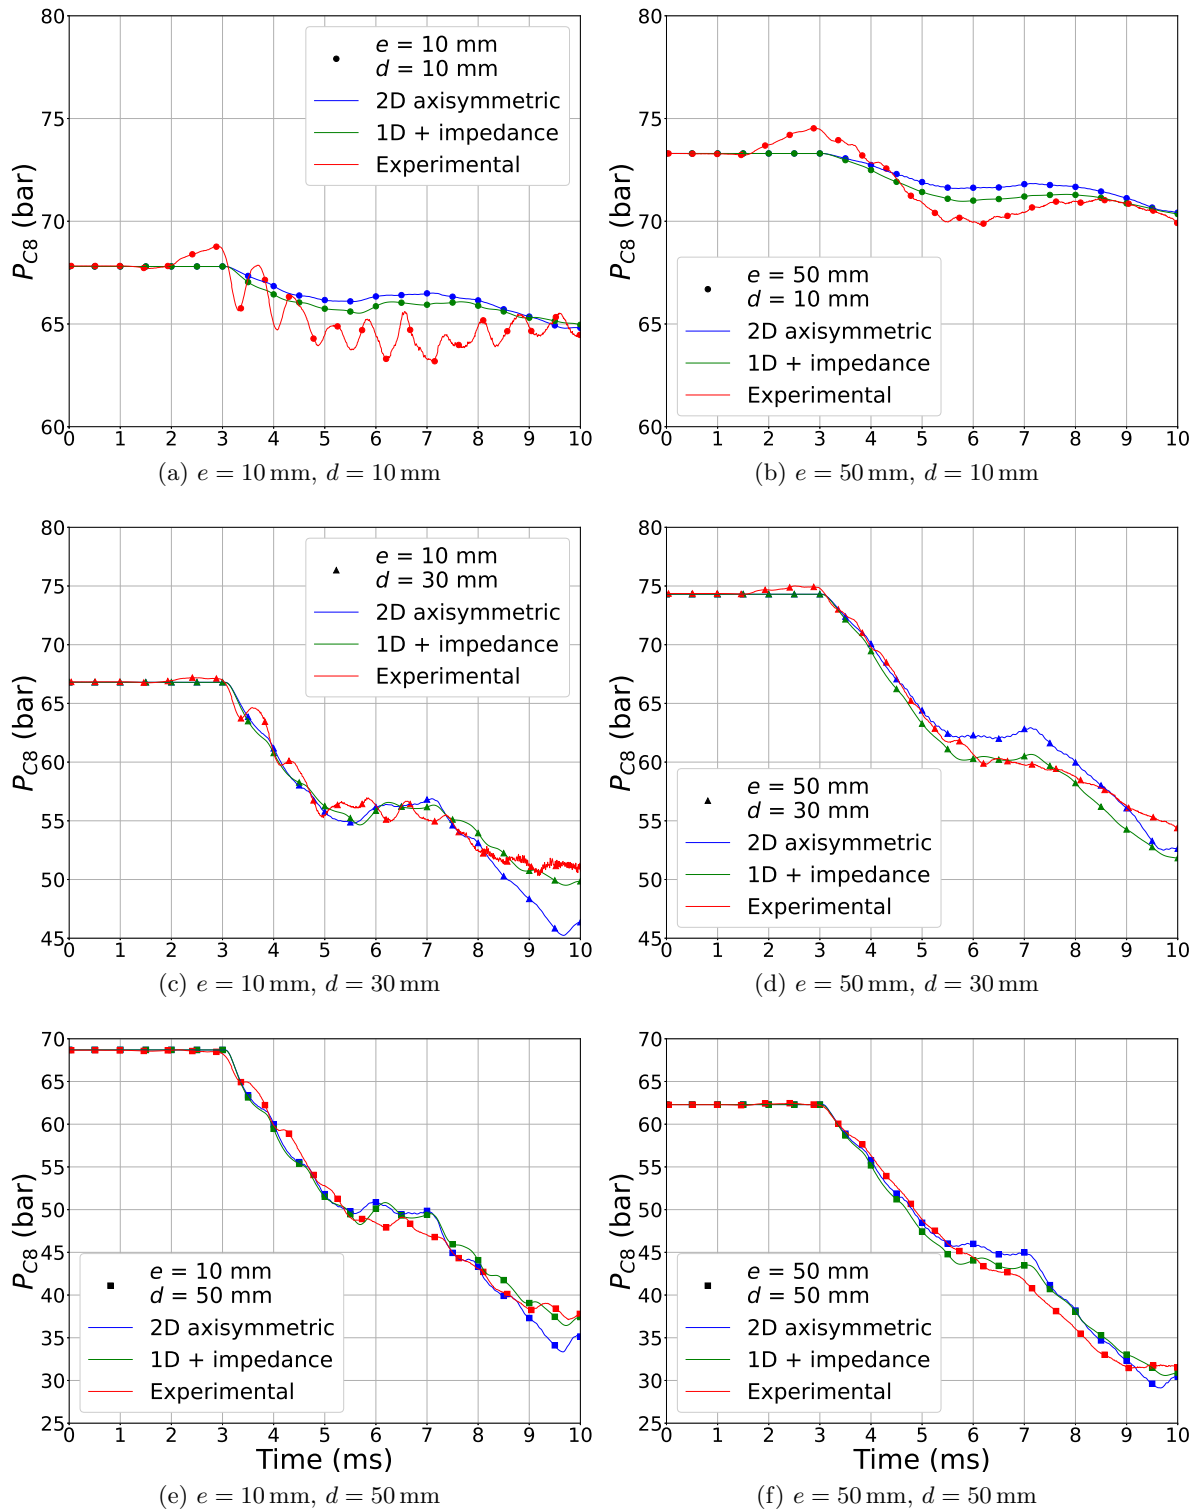 80
75
70
65
60
P_C8 (bar)
e = 10 mm
d = 10 mm
2D axisymmetric
1D + impedance
Experimental
0 1 2 3 4 5 6 7 8 9 10
(a) e = 10 mm, d = 10 mm
80
75
70
65
60
P_C8 (bar)
e = 50 mm
d = 10 mm
2D axisymmetric
1D + impedance
Experimental
0 1 2 3 4 5 6 7 8 9 10
(b) e = 50 mm, d = 10 mm
80
75
70
65
60
55
50
45
P_C8 (bar)
e = 10 mm
d = 30 mm
2D axisymmetric
1D + impedance
Experimental
0 1 2 3 4 5 6 7 8 9 10
(c) e = 10 mm, d = 30 mm
80
75
70
65
60
55
50
45
P_C8 (bar)
e = 50 mm
d = 30 mm
2D axisymmetric
1D + impedance
Experimental
0 1 2 3 4 5 6 7 8 9 10
(d) e = 50 mm, d = 30 mm
70
65
60
55
50
45
40
35
30
25
P_C8 (bar)
e = 10 mm
d = 50 mm
2D axisymmetric
1D + impedance
Experimental
0 1 2 3 4 5 6 7 8 9 10
Time (ms)
(e) e = 10 mm, d = 50 mm
70
65
60
55
50
45
40
35
30
25
P_C8 (bar)
e = 50 mm
d = 50 mm
2D axisymmetric
1D + impedance
Experimental
0 1 2 3 4 5 6 7 8 9 10
Time (ms)
(f) e = 50 mm, d = 50 mm